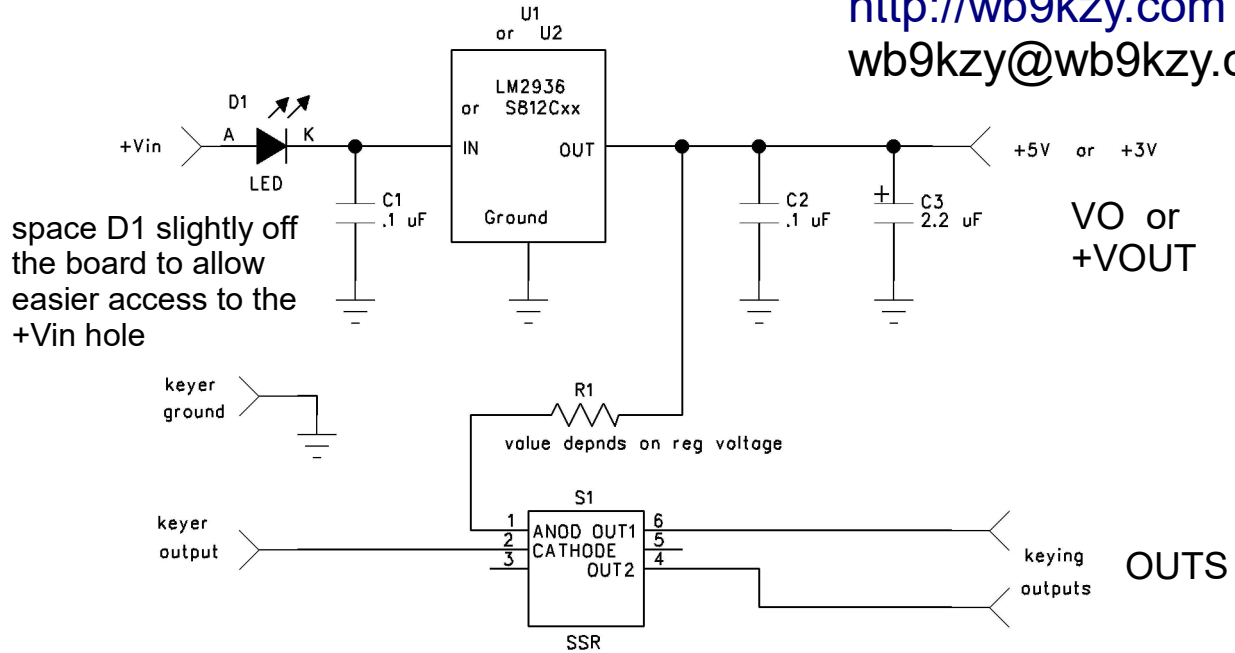 http://wb9kzy.com
wb9kzy@wb9kzy.c
U1
or U2
LM2936
or S812Cxx
IN
OUT
Ground
D1
A
K
LED
+Vin
C1
.1 uF
C2
.1 uF
+
C3
2.2 uF
+5V or +3V
VO or
+VOUT
space D1 slightly off
the board to allow
easier access to the
+Vin hole
keyer
ground
R1
value depnds on reg voltage
S1
keyer
output
1
2
3
ANOD OUT1
CATHODE
OUT2
6
5
4
SSR
keying
outputs
OUTS